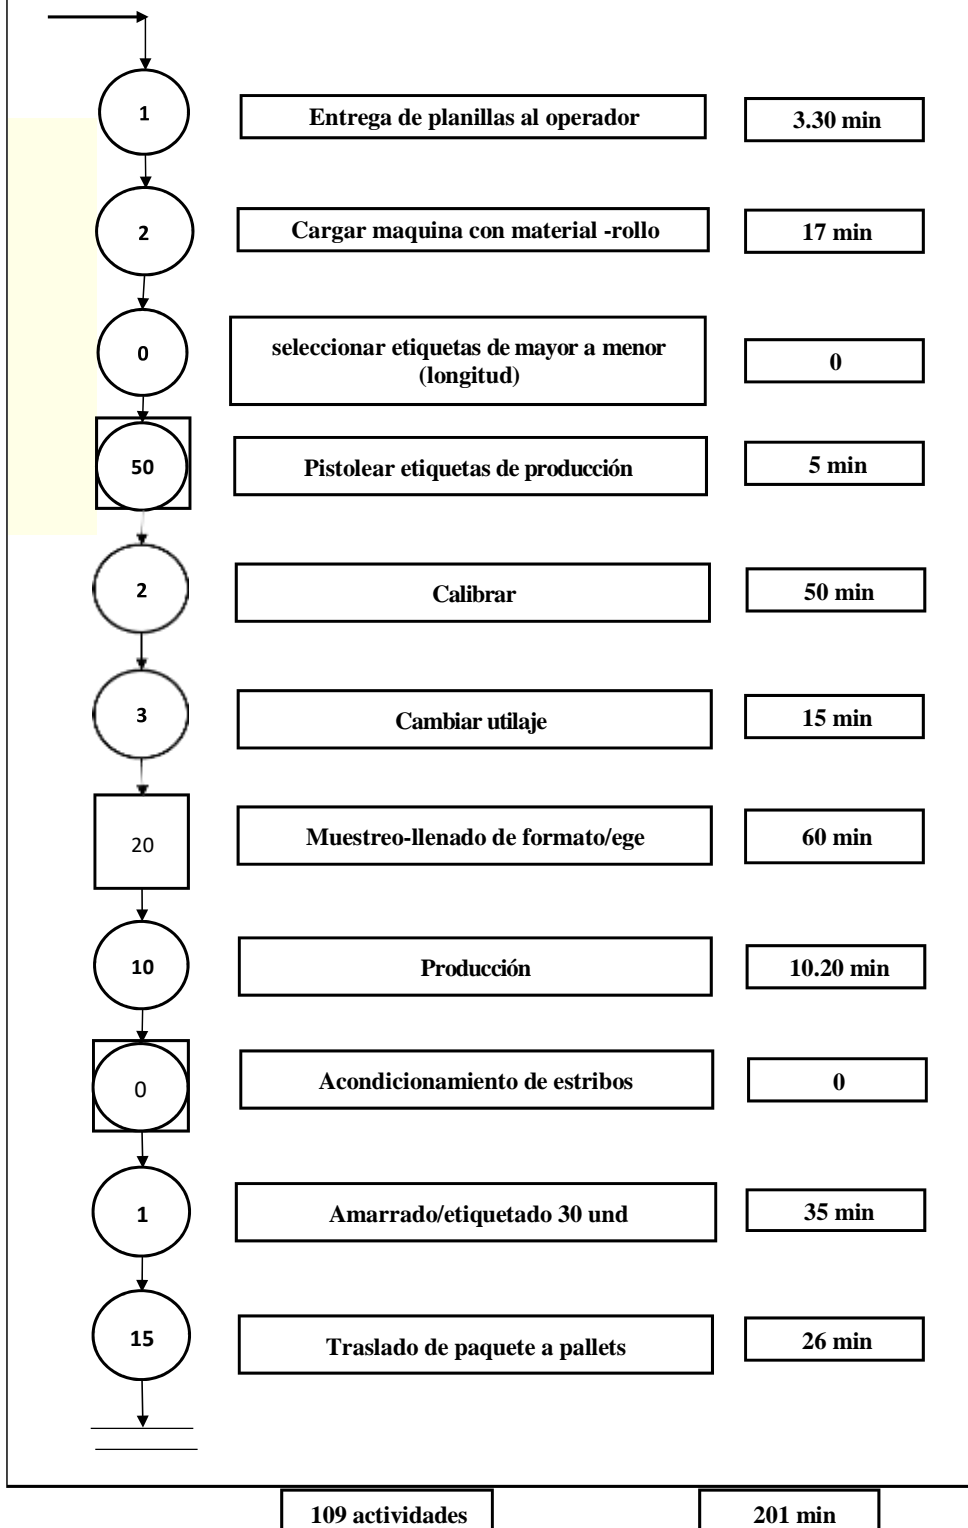 1
Entrega de planillas al operador
3.30 min
2
Cargar maquina con material -rollo
17 min
0
seleccionar etiquetas de mayor a menor
(longitud)
0
50
Pistolear etiquetas de producción
5 min
2
Calibrar
50 min
3
Cambiar utilaje
15 min
20
Muestreo-llenado de formato/ege
60 min
10
Producción
10.20 min
0
Acondicionamiento de estribos
0
1
Amarrado/etiquetado 30 und
35 min
15
Traslado de paquete a pallets
26 min
109 actividades
201 min